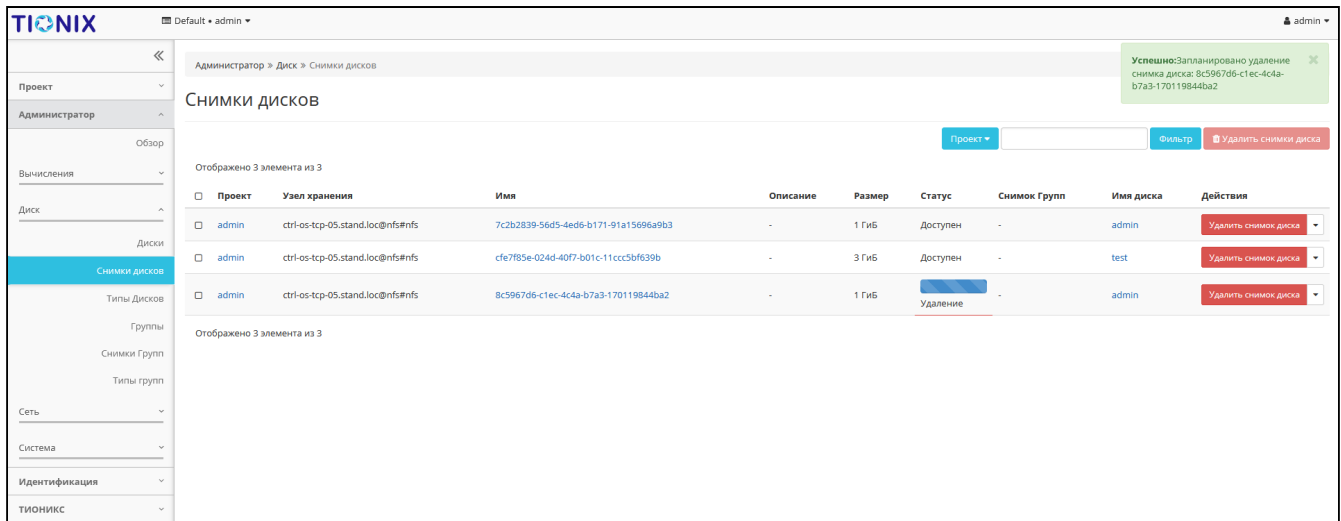 TIONIX
Default • admin
admin
Администратор » Диск » Снимки дисков
Успешно:Запланировано удаление
снимка диска: 8c5967d6-c1ec-4c4a-
b7a3-170119844ba2
Проект
Администратор
Обзор
Вычисления
Диск
Диски
Снимки дисков
Типы Дисков
Группы
Снимки Групп
Типы групп
Сеть
Система
Идентификация
ТИОНИКС
Снимки дисков
Проект
Фильтр
Удалить снимки диска
Отображено 3 элемента из 3
Проект Узел хранения Имя Описание Размер Статус Снимок Групп Имя диска Действия
admin ctrl-os-tcp-05.stand.loc@nfs#nfs 7c2b2839-56d5-4ed6-b171-91a15696a9b3 - 1 ГиБ Доступен - admin Удалить снимок диска
admin ctrl-os-tcp-05.stand.loc@nfs#nfs cfe7f85e-024d-40f7-b01c-11ccc5bf639b - 3 ГиБ Доступен - test Удалить снимок диска
admin ctrl-os-tcp-05.stand.loc@nfs#nfs 8c5967d6-c1ec-4c4a-b7a3-170119844ba2 - 1 ГиБ Удаление - admin Удалить снимок диска
Отображено 3 элемента из 3